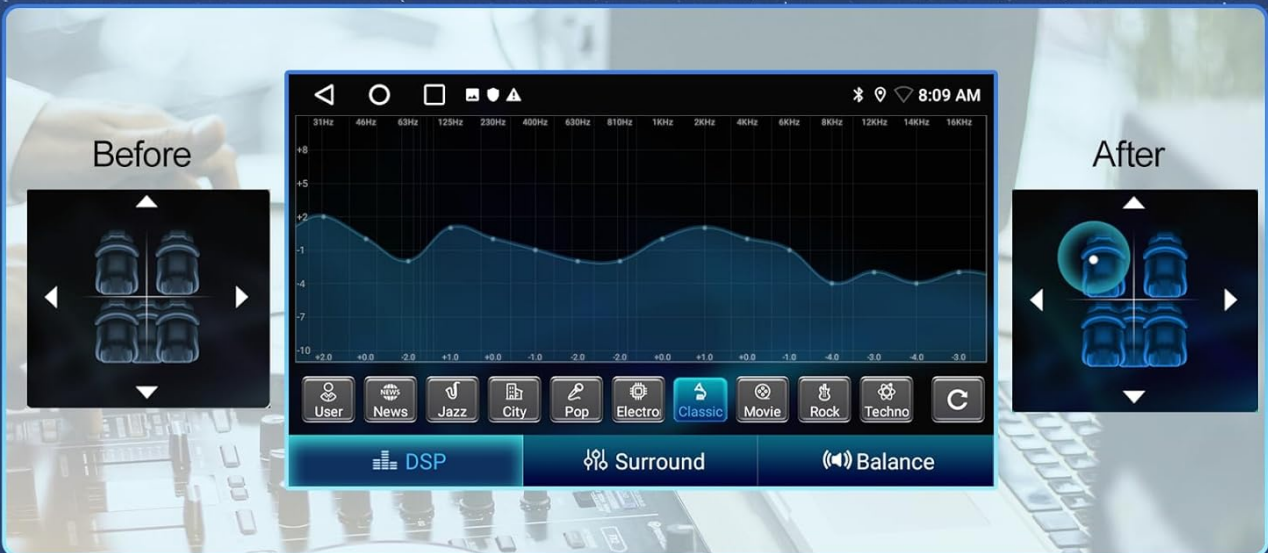 8:09 AM
31Hz 46Hz 63Hz 125Hz 230Hz 400Hz 630Hz 810Hz 1KHz 2KHz 4KHz 6KHz 8KHz 12KHz 14KHz 16KHz
Before
After
+8
+5
+2
-1
-4
-7
-10
+2.0 +0.0 -2.0 +1.0 +0.0 -1.0 -2.0 -2.0 +0.0 +1.0 +0.0 -1.0 -4.0 -3.0 -4.0 -3.0
NEWS
User News Jazz City Pop Electro Classic Movie Rock Techno
DSP Surround Balance